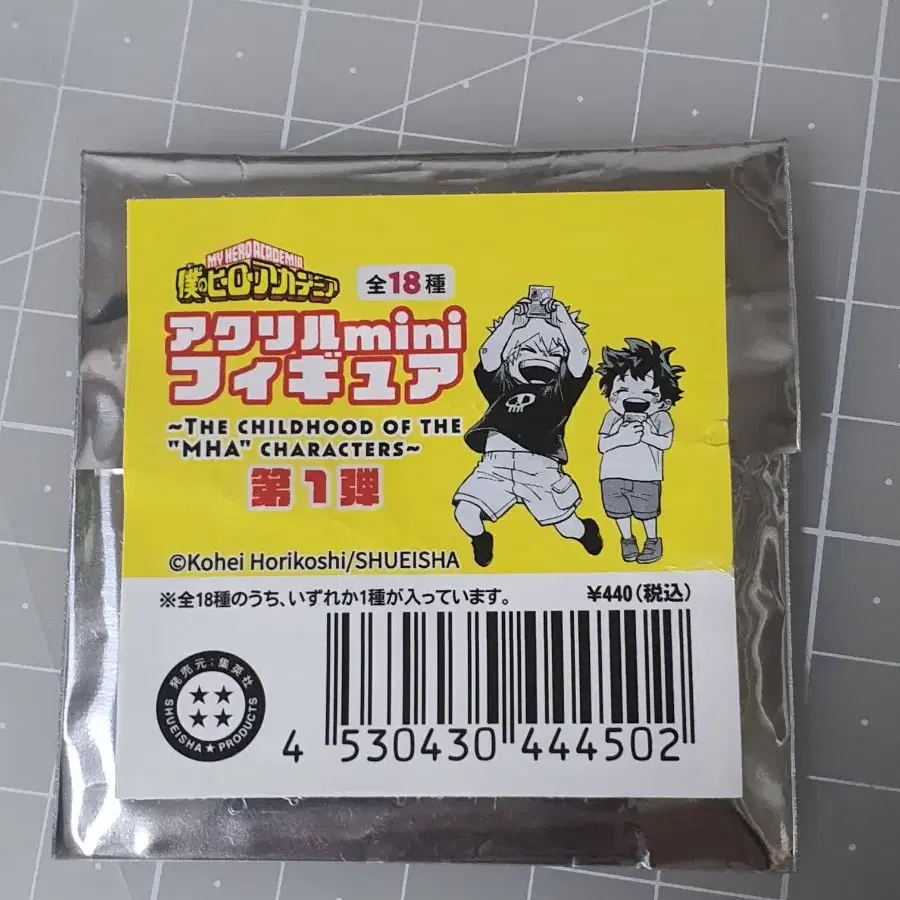 MY HERO ACADEMIA
僕のヒーローアカデミア
全18種
アクリルmini
フィギュア
~THE CHILDHOOD OF THE
"MHA" CHARACTERS~
第1弾
©Kohei Horikoshi/SHUEISHA
※全18種のうち、いずれか1種が入っています。
¥440(税込)
発売元:集英社
SHUEISHA★PRODUCTS
4 530430 444502